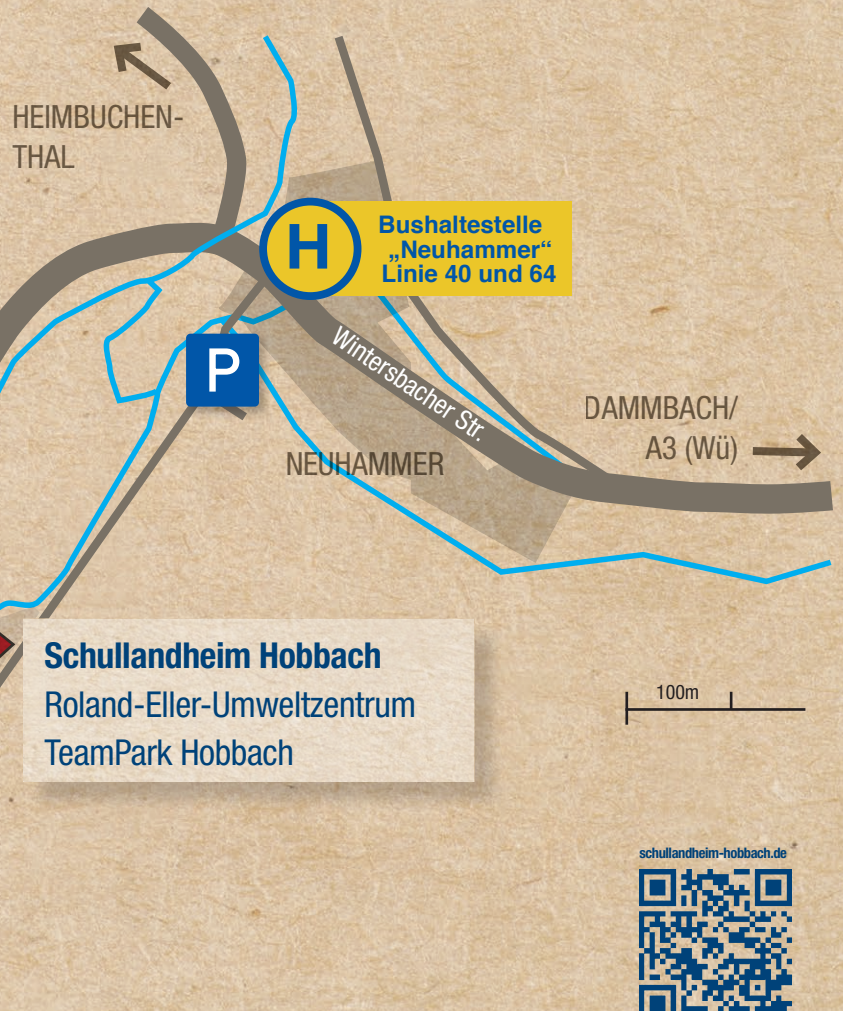 HEIMBUCHEN-
THAL
H
Bushaltestelle
„Neuhammer“
Linie 40 und 64
P
Wintersbacher Str.
DAMMBACH/
A3 (Wü)
NEUHAMMER
Schullandheim Hobbach
Roland-Eller-Umweltzentrum
TeamPark Hobbach
100m
schullandheim-hobbach.de